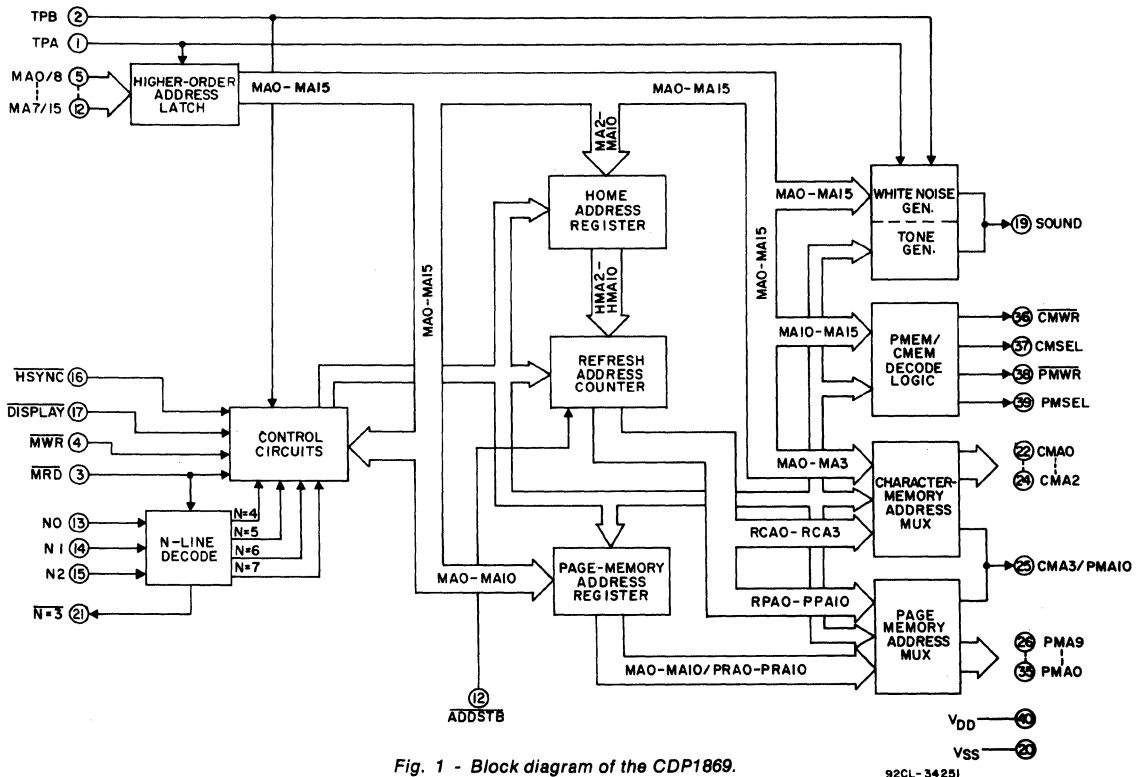 TPB 2
TPA 1
MA0/8 5
MA7/15 12
HIGHER-ORDER
ADDRESS
LATCH
MA0-MA15
MA0-MA15
MA2-
MA10
HOME
ADDRESS
REGISTER
MA0-MA15
WHITE NOISE
GEN.
TONE
GEN.
19 SOUND
MA0-MA15
MA0-MA15
HMA2-
HMA10
MA10-MA15
PMEM/
CMEM
DECODE
LOGIC
36 CMWR
37 CMSEL
38 PMWR
39 PMSEL
REFRESH
ADDRESS
COUNTER
HSYNC 16
DISPLAY 17
MWR 4
MRD 3
CONTROL
CIRCUITS
MA0-MA3
CHARACTER-
MEMORY
ADDRESS
MUX
22 CMA0
24 CMA2
N0 13
N1 14
N2 15
N=3 21
N-LINE
DECODE
N=4
N=5
N=6
N=7
RCA0-RCA3
25 CMA3/PMA10
MA0-MA10
PAGE-MEMORY
ADDRESS
REGISTER
RPA0-PPA10
PAGE
MEMORY
ADDRESS
MUX
26 PMA9
35 PMA0
MA0-MA10/PRA0-PRA10
12
ADDSTB
VDD 40
VSS 20
Fig. 1 - Block diagram of the CDP1869.
92CL-34251